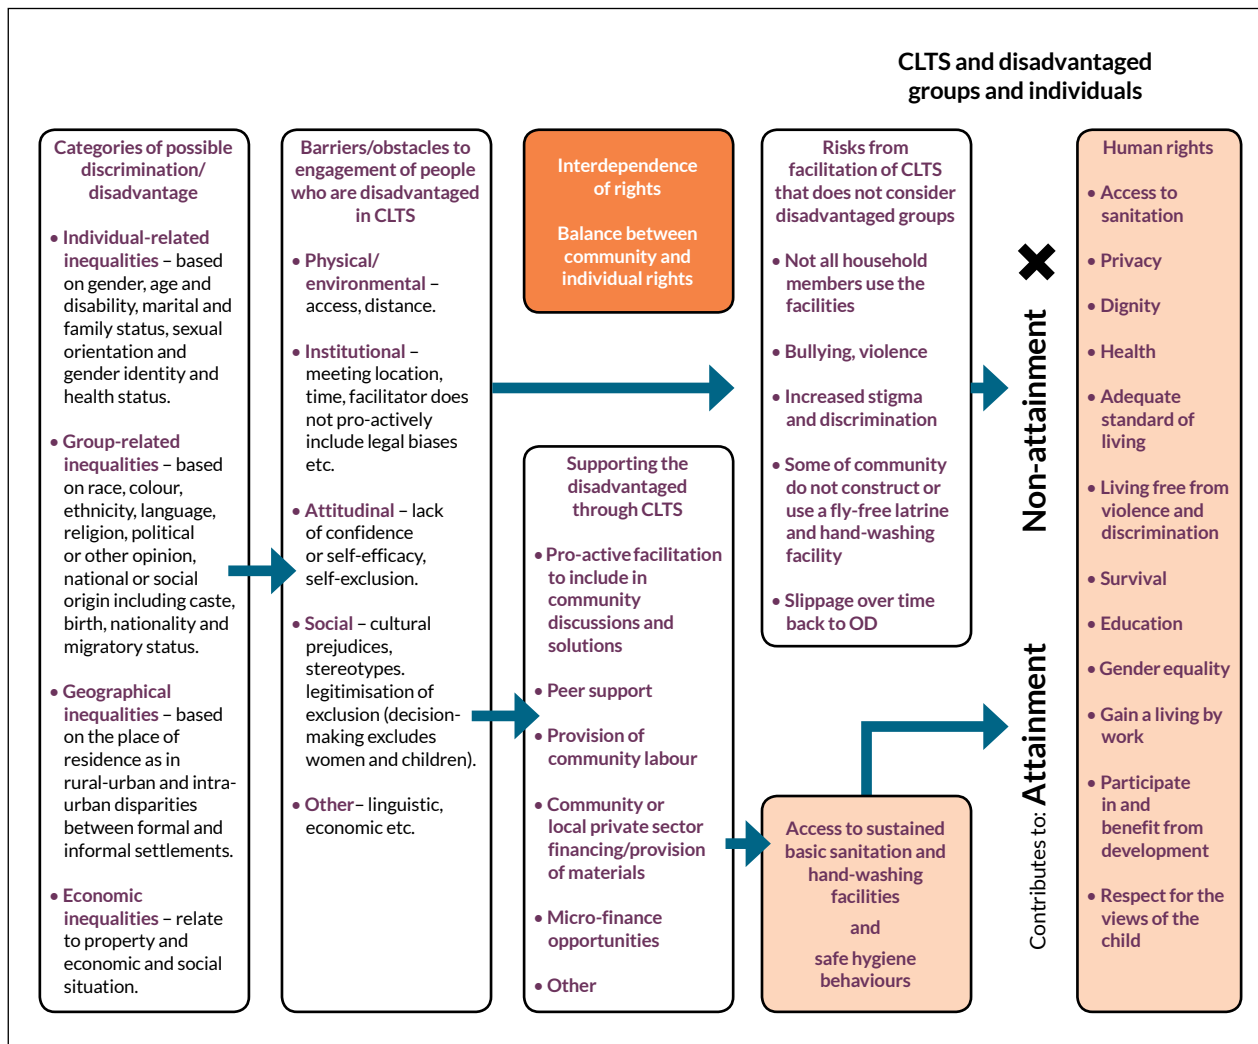 CLTS and disadvantaged
groups and individuals
Categories of possible
discrimination/
disadvantage
• Individual-related
inequalities – based
on gender, age and
disability, marital and
family status, sexual
orientation and
gender identity and
health status.
• Group-related
inequalities – based
on race, colour,
ethnicity, language,
religion, political
or other opinion,
national or social
origin including caste,
birth, nationality and
migratory status.
• Geographical
inequalities – based
on the place of
residence as in
rural-urban and intra-
urban disparities
between formal and
informal settlements.
• Economic
inequalities – relate
to property and
economic and social
situation.
Barriers/obstacles to
engagement of people
who are disadvantaged
in CLTS
• Physical/
environmental –
access, distance.
• Institutional –
meeting location,
time, facilitator does
not pro-actively
include legal biases
etc.
• Attitudinal – lack
of confidence
or self-efficacy,
self-exclusion.
• Social – cultural
prejudices,
stereotypes.
legitimisation of
exclusion (decision-
making excludes
women and children).
• Other– linguistic,
economic etc.
Interdependence
of rights
Balance between
community and
individual rights
Supporting the
disadvantaged
through CLTS
• Pro-active facilitation
to include in
community
discussions and
solutions
• Peer support
• Provision of
community labour
• Community or
local private sector
financing/provision
of materials
• Micro-finance
opportunities
• Other
Risks from
facilitation of CLTS
that does not consider
disadvantaged groups
• Not all household
members use the
facilities
• Bullying, violence
• Increased stigma
and discrimination
• Some of community
do not construct or
use a fly-free latrine
and hand-washing
facility
• Slippage over time
back to OD
Access to sustained
basic sanitation and
hand-washing
facilities
and
safe hygiene
behaviours
Non-attainment
Contributes to: Attainment
Human rights
• Access to
sanitation
• Privacy
• Dignity
• Health
• Adequate
standard of
living
• Living free from
violence and
discrimination
• Survival
• Education
• Gender equality
• Gain a living by
work
• Participate
in and
benefit from
development
• Respect for the
views of the
child